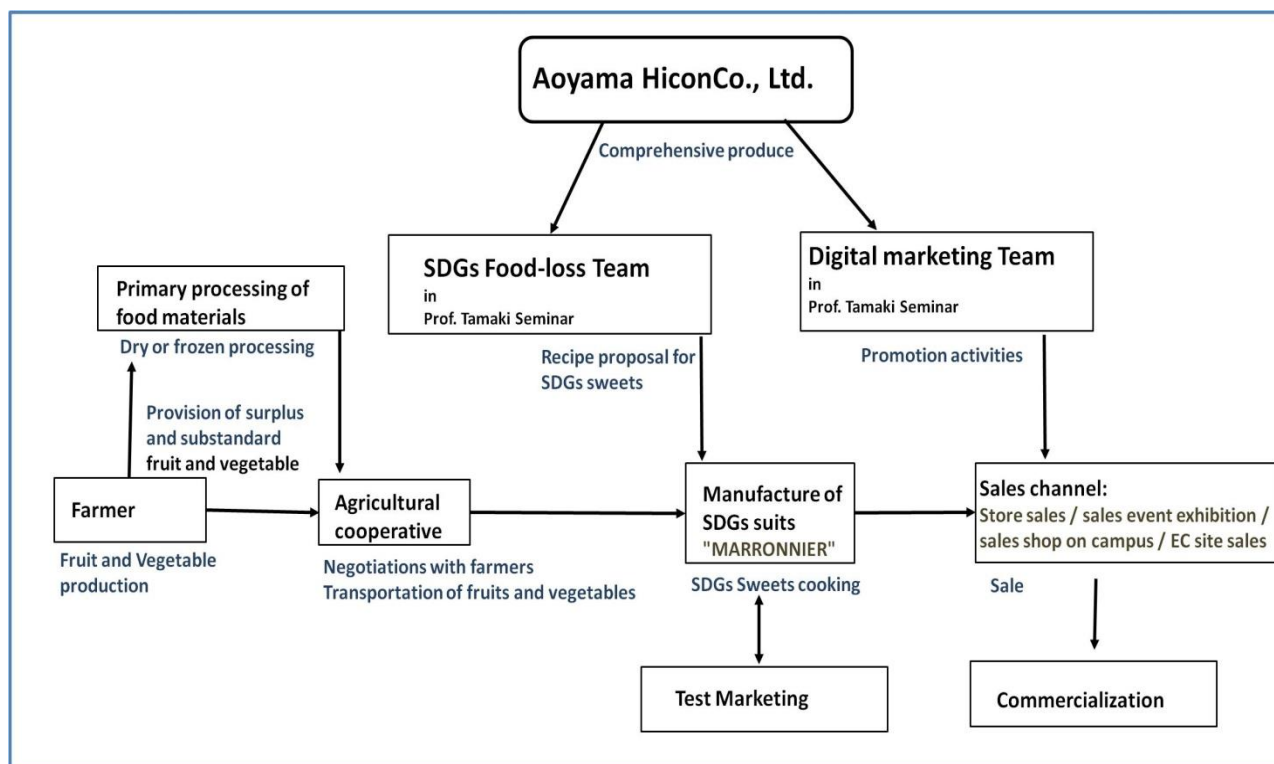 Aoyama HiconCo., Ltd.
Comprehensive produce
SDGs Food-loss Team
in
Prof. Tamaki Seminar
Digital marketing Team
in
Prof. Tamaki Seminar
Primary processing of
food materials
Dry or frozen processing
Recipe proposal for
SDGs sweets
Promotion activities
Provision of surplus
and substandard
fruit and vegetable
Farmer
Fruit and Vegetable
production
Agricultural
cooperative
Negotiations with farmers
Transportation of fruits and vegetables
Manufacture of
SDGs suits
"MARRONNIER"
SDGs Sweets cooking
Sales channel:
Store sales / sales event exhibition /
sales shop on campus / EC site sales
Sale
Test Marketing
Commercialization